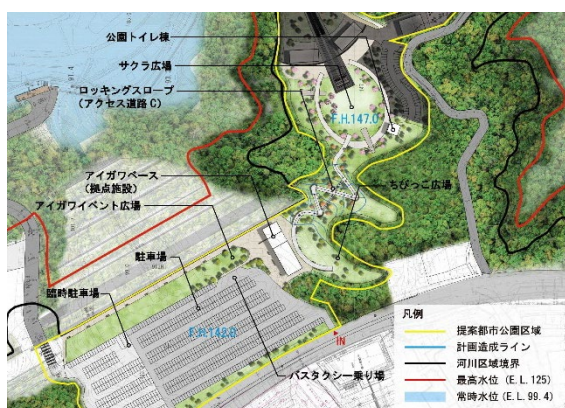 公園トイレ棟
サクラ広場
ロッキングスロープ
(アクセス道路C)
F.H.147.0
アイガワベース
(拠点施設)
ちびっこ広場
アイガワイベント広場
駐車場
臨時駐車場
F.H.142.0
IN
バスタクシー乗り場
凡例
提案都市公園区域
計画造成ライン
河川区域境界
最高水位 (E.L.125)
常時水位 (E.L.99.4)